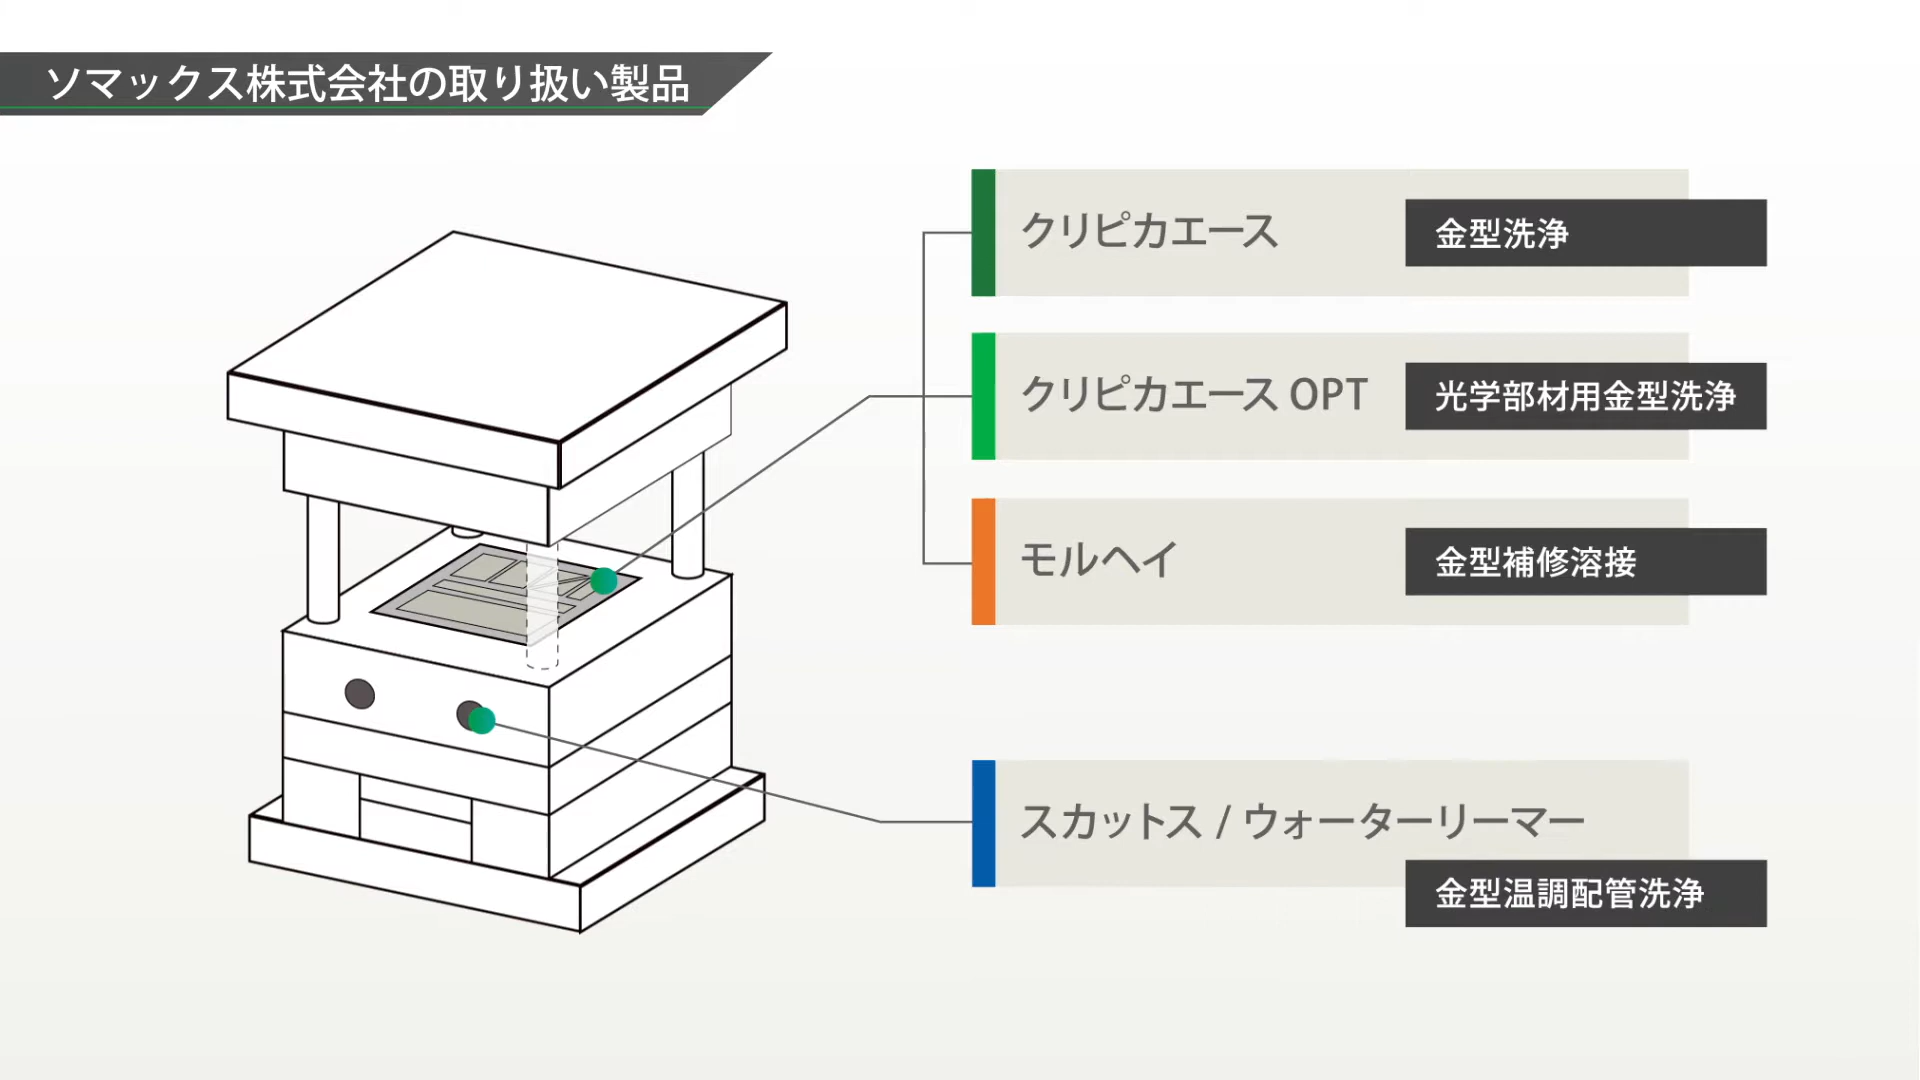 ソマックス株式会社の取り扱い製品
クリピカエース
金型洗浄
クリピカエース OPT
光学部材用金型洗浄
モルヘイ
金型補修溶接
スカットス / ウォーターリーマー
金型温調配管洗浄